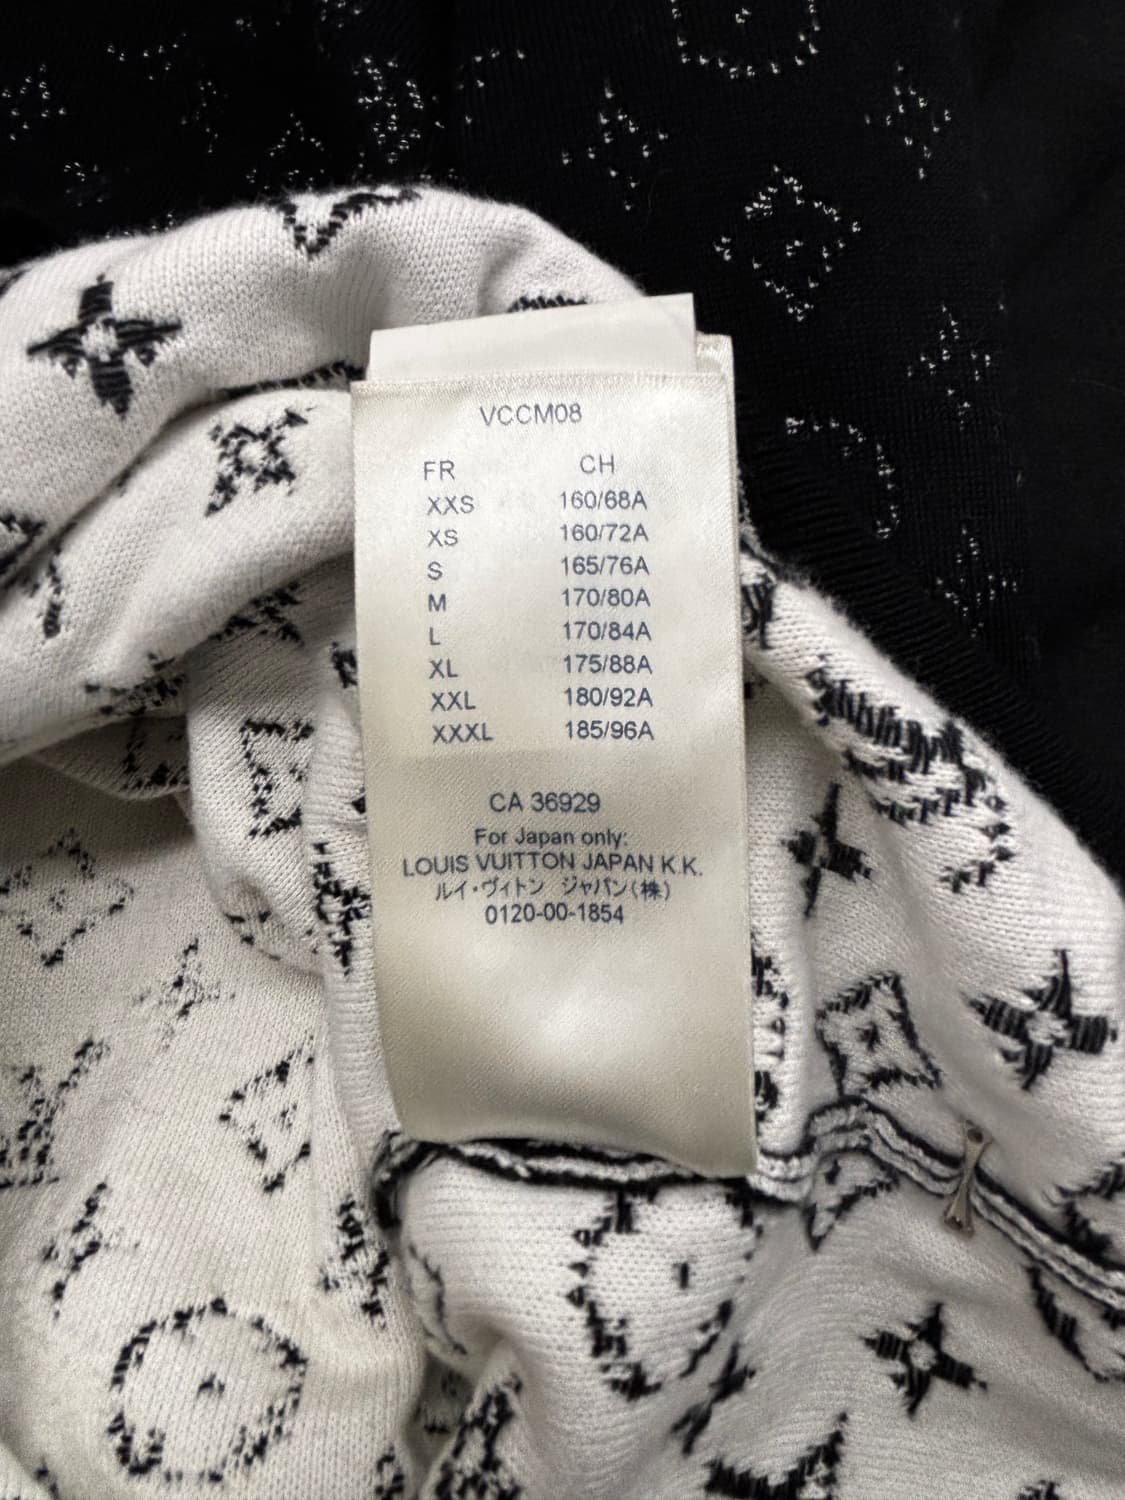 VCCM08
FR CH
XXS 160/68A
XS 160/72A
S 165/76A
M 170/80A
L 170/84A
XL 175/88A
XXL 180/92A
XXXL 185/96A
CA 36929
For Japan only:
LOUIS VUITTON JAPAN K.K.
ルイ・ヴィトン ジャパン(株)
0120-00-1854